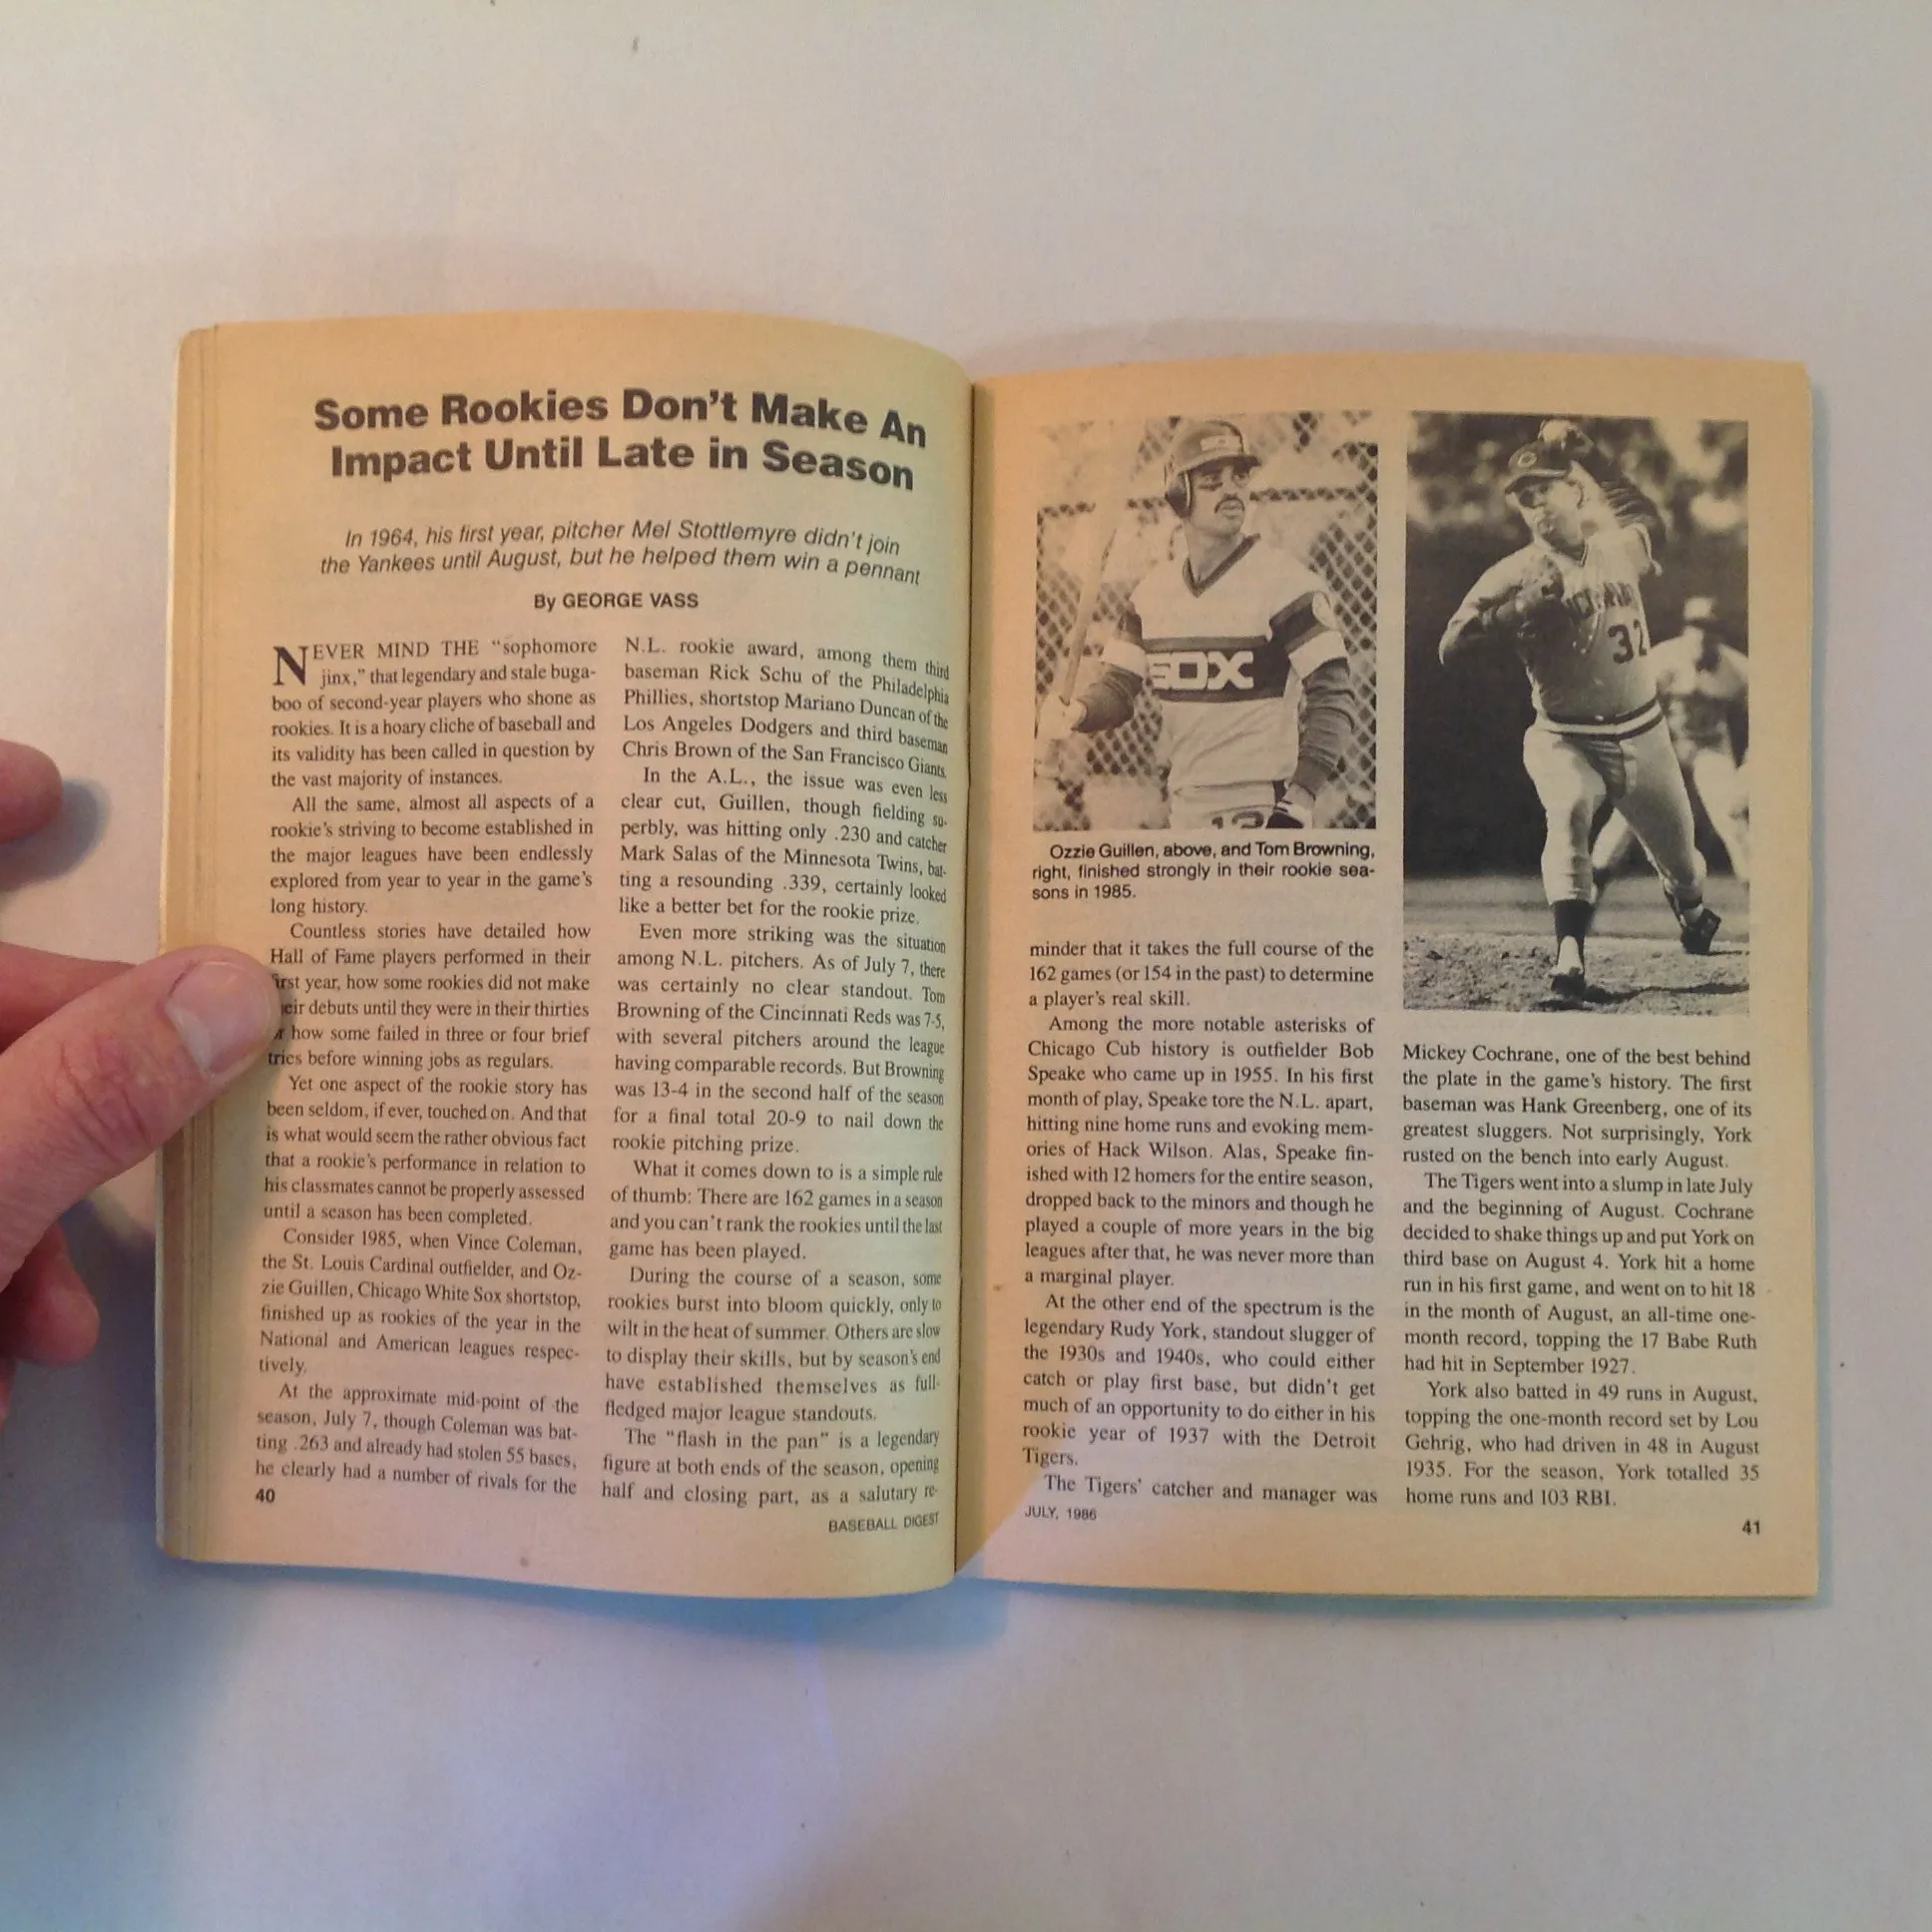 Some Rookies Don't Make An
Impact Until Late in Season
In 1964, his first year, pitcher Mel Stottlemyre didn't join
the Yankees until August, but he helped them win a pennant
By GEORGE VASS
NEVER MIND THE "sophomore
jinx," that legendary and stale buga-
boo of second-year players who shone as
rookies. It is a hoary cliche of baseball and
its validity has been called in question by
the vast majority of instances.
All the same, almost all aspects of a
rookie's striving to become established in
the major leagues have been endlessly
explored from year to year in the game's
long history.
Countless stories have detailed how
Hall of Fame players performed in their
first year, how some rookies did not make
their debuts until they were in their thirties
how some failed in three or four brief
tries before winning jobs as regulars.
Yet one aspect of the rookie story has
been seldom, if ever, touched on. And that
is what would seem the rather obvious fact
that a rookie's performance in relation to
his classmates cannot be properly assessed
until a season has been completed.
Consider 1985, when Vince Coleman,
the St. Louis Cardinal outfielder, and Oz-
zie Guillen, Chicago White Sox shortstop,
finished up as rookies of the year in the
National and American leagues respec-
tively.
At the approximate mid-point of the
season, July 7, though Coleman was bat-
ting .263 and already had stolen 55 bases,
he clearly had a number of rivals for the
40
N.L. rookie award, among them third
baseman Rick Schu of the Philadelphia
Phillies, shortstop Mariano Duncan of the
Los Angeles Dodgers and third baseman
Chris Brown of the San Francisco Giants.
In the A.L., the issue was even less
clear cut, Guillen, though fielding su-
perbly, was hitting only .230 and catcher
Mark Salas of the Minnesota Twins, bat-
ting a resounding .339, certainly looked
like a better bet for the rookie prize.
Even more striking was the situation
among N.L. pitchers. As of July 7, there
was certainly no clear standout. Tom
Browning of the Cincinnati Reds was 7-5,
with several pitchers around the league
having comparable records. But Browning
was 13-4 in the second half of the season
for a final total 20-9 to nail down the
rookie pitching prize.
What it comes down to is a simple rule
of thumb: There are 162 games in a season
and you can't rank the rookies until the last
game has been played.
During the course of a season, some
rookies burst into bloom quickly, only to
wilt in the heat of summer. Others are slow
to display their skills, but by season's end
have established themselves as full-
fledged major league standouts.
The "flash in the pan" is a legendary
figure at both ends of the season, opening
half and closing part, as a salutary re-
BASEBALL DIGEST
SOX
32
Ozzie Guillen, above, and Tom Browning,
right, finished strongly in their rookie sea-
sons in 1985.
minder that it takes the full course of the
162 games (or 154 in the past) to determine
a player's real skill.
Among the more notable asterisks of
Chicago Cub history is outfielder Bob
Speake who came up in 1955. In his first
month of play, Speake tore the N.L. apart,
hitting nine home runs and evoking mem-
ories of Hack Wilson. Alas, Speake fin-
ished with 12 homers for the entire season,
dropped back to the minors and though he
played a couple of more years in the big
leagues after that, he was never more than
a marginal player.
At the other end of the spectrum is the
legendary Rudy York, standout slugger of
the 1930s and 1940s, who could either
catch or play first base, but didn't get
much of an opportunity to do either in his
rookie year of 1937 with the Detroit
Tigers.
The Tigers' catcher and manager was
JULY, 1986
Mickey Cochrane, one of the best behind
the plate in the game's history. The first
baseman was Hank Greenberg, one of its
greatest sluggers. Not surprisingly, York
rusted on the bench into early August.
The Tigers went into a slump in late July
and the beginning of August. Cochrane
decided to shake things up and put York on
third base on August 4. York hit a home
run in his first game, and went on to hit 18
in the month of August, an all-time one-
month record, topping the 17 Babe Ruth
had hit in September 1927.
York also batted in 49 runs in August,
topping the one-month record set by Lou
Gehrig, who had driven in 48 in August
1935. For the season, York totalled 35
home runs and 103 RBI.
41